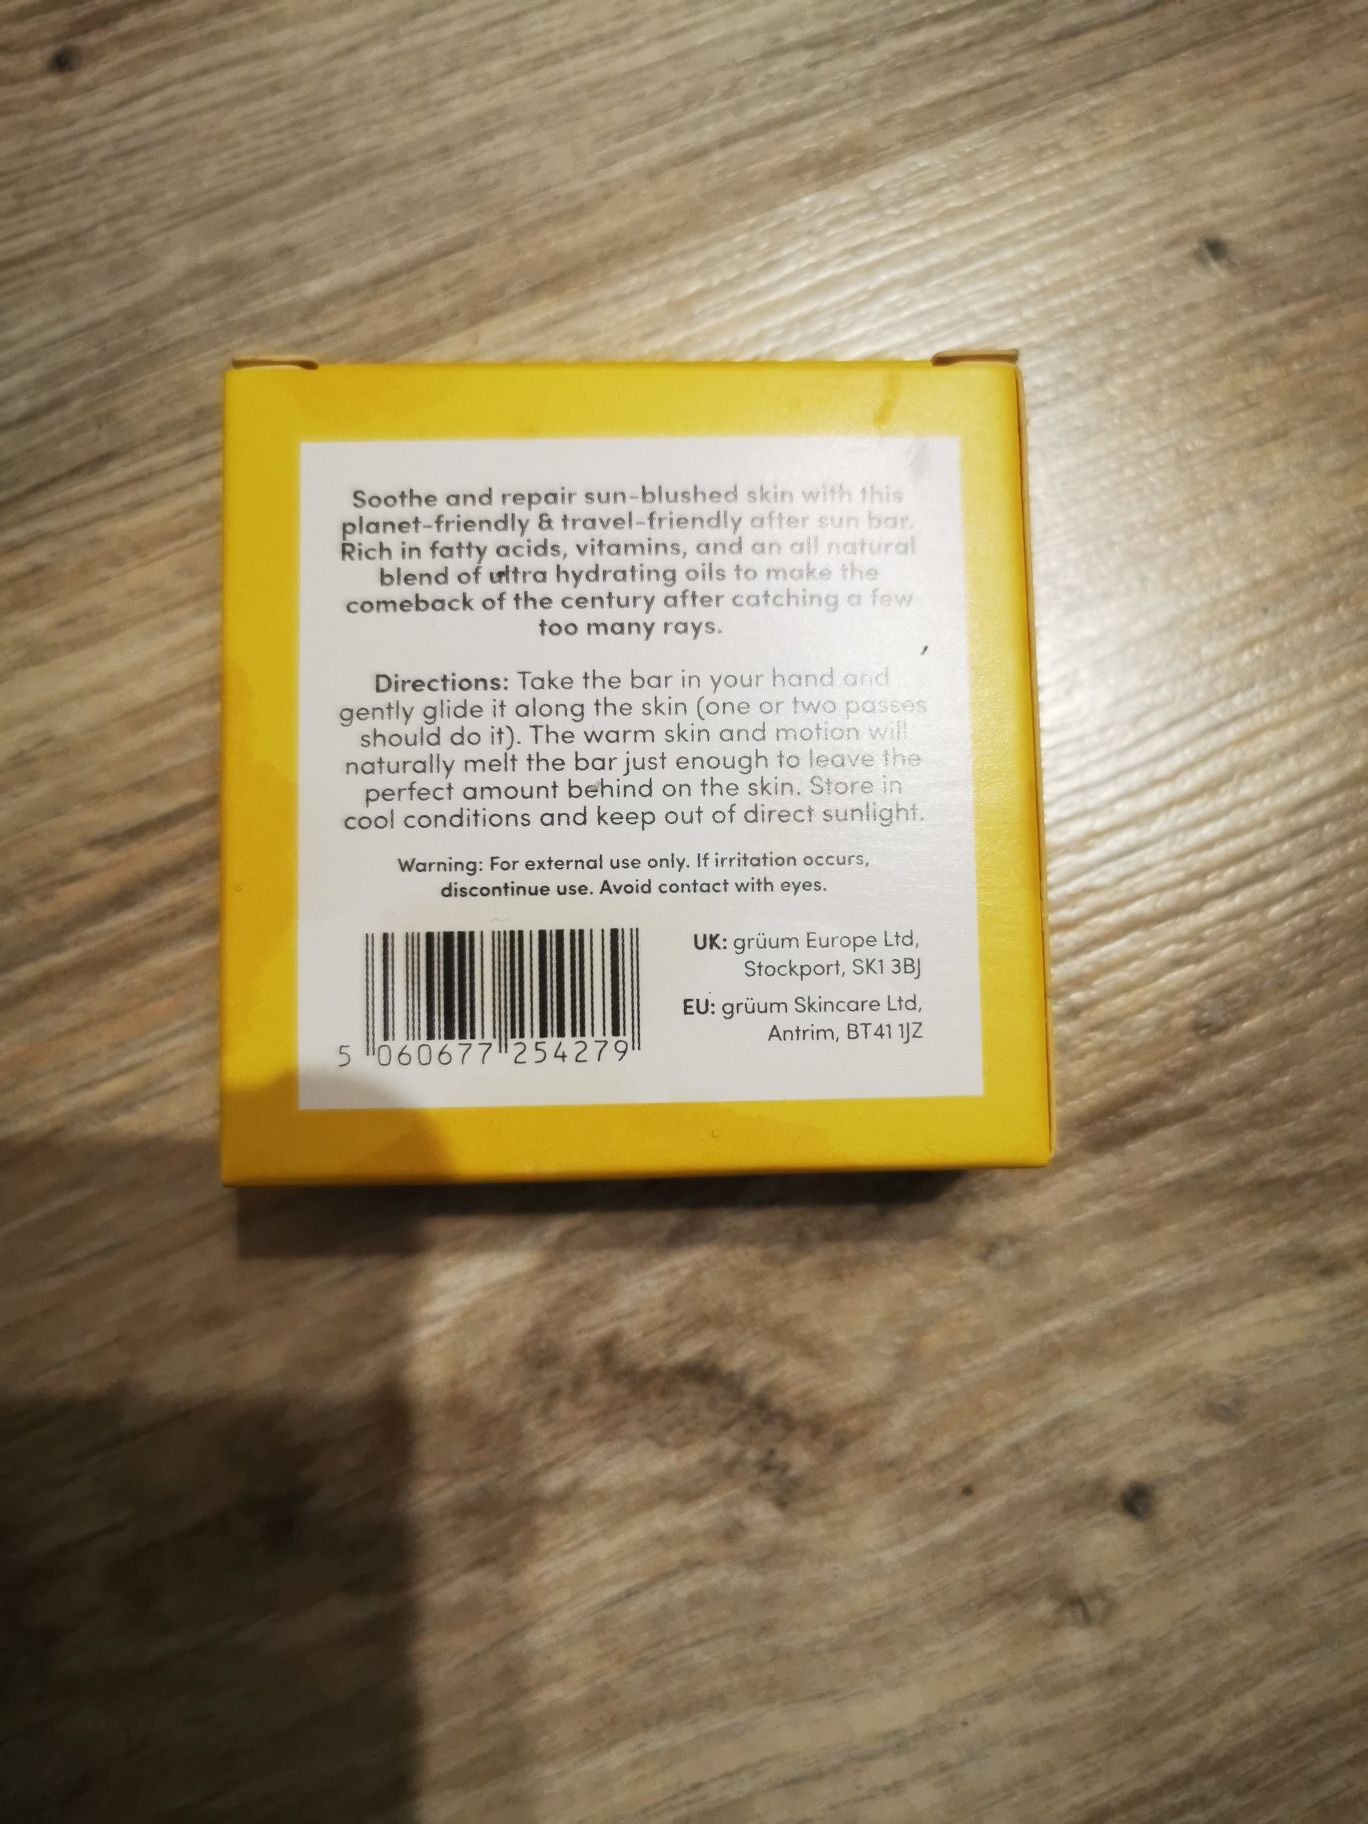 Soothe and repair sun-blushed skin with this
planet-friendly & travel-friendly after sun bar.
Rich in fatty acids, vitamins, and an all natural
blend of ultra hydrating oils to make the
comeback of the century after catching a few
too many rays.
Directions: Take the bar in your hand and
gently glide it along the skin (one or two passes
should do it). The warm skin and motion will
naturally melt the bar just enough to leave the
perfect amount behind on the skin. Store in
cool conditions and keep out of direct sunlight.
Warning: For external use only. If irritation occurs,
discontinue use. Avoid contact with eyes.
UK: grüum Europe Ltd,
Stockport, SK1 3BJ
EU: grüum Skincare Ltd,
Antrim, BT41 1JZ
5 060677 254279